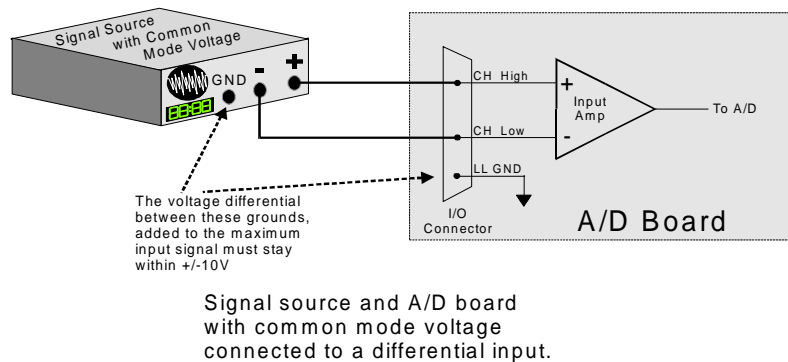 Signal Source
with Common
Mode Voltage
GND
-
+
88:88
CH High
+
Input
Amp
To A/D
CH Low
-
LL GND
I/O
Connector
A/D Board
The voltage differential
between these grounds,
added to the maximum
input signal must stay
within +/-10V
Signal source and A/D board
with common mode voltage
connected to a differential input.